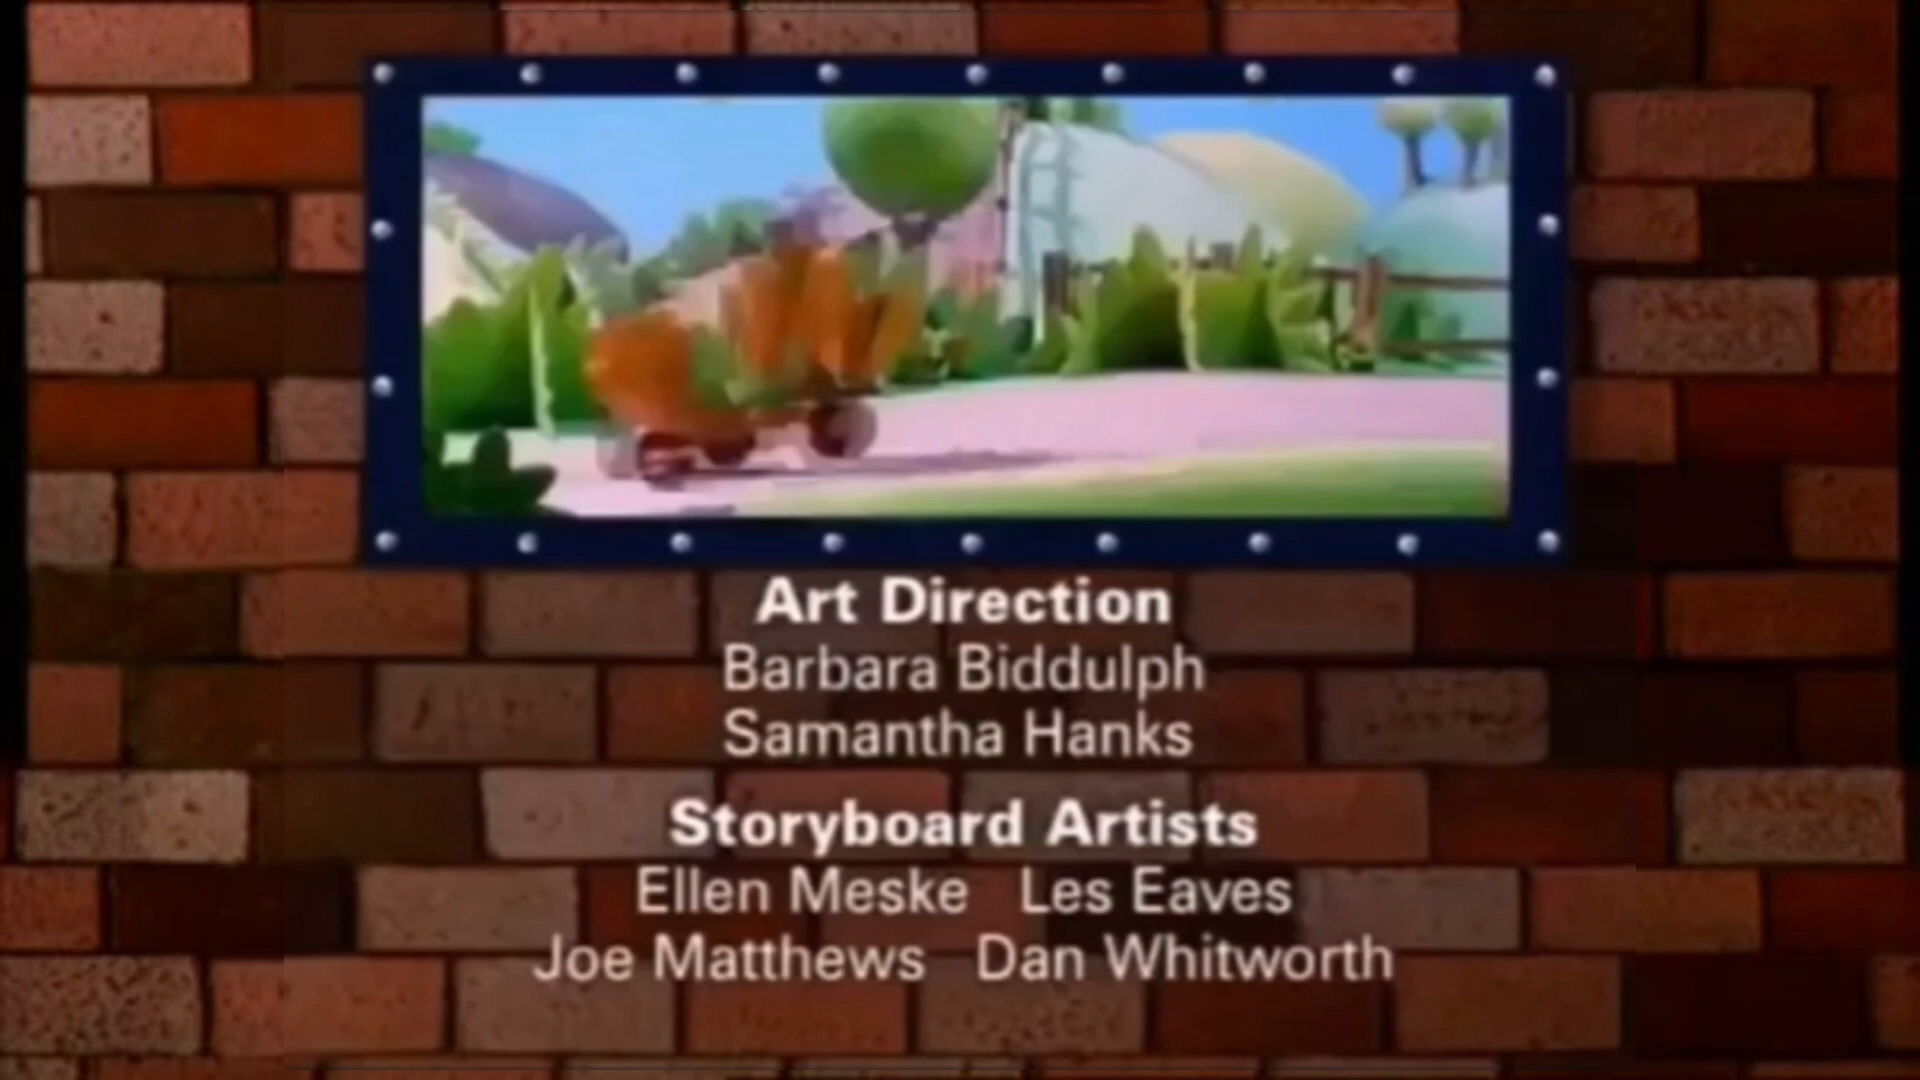 Art Direction
Barbara Biddulph
Samantha Hanks
Storyboard Artists
Ellen Meske Les Eaves
Joe Matthews Dan Whitworth